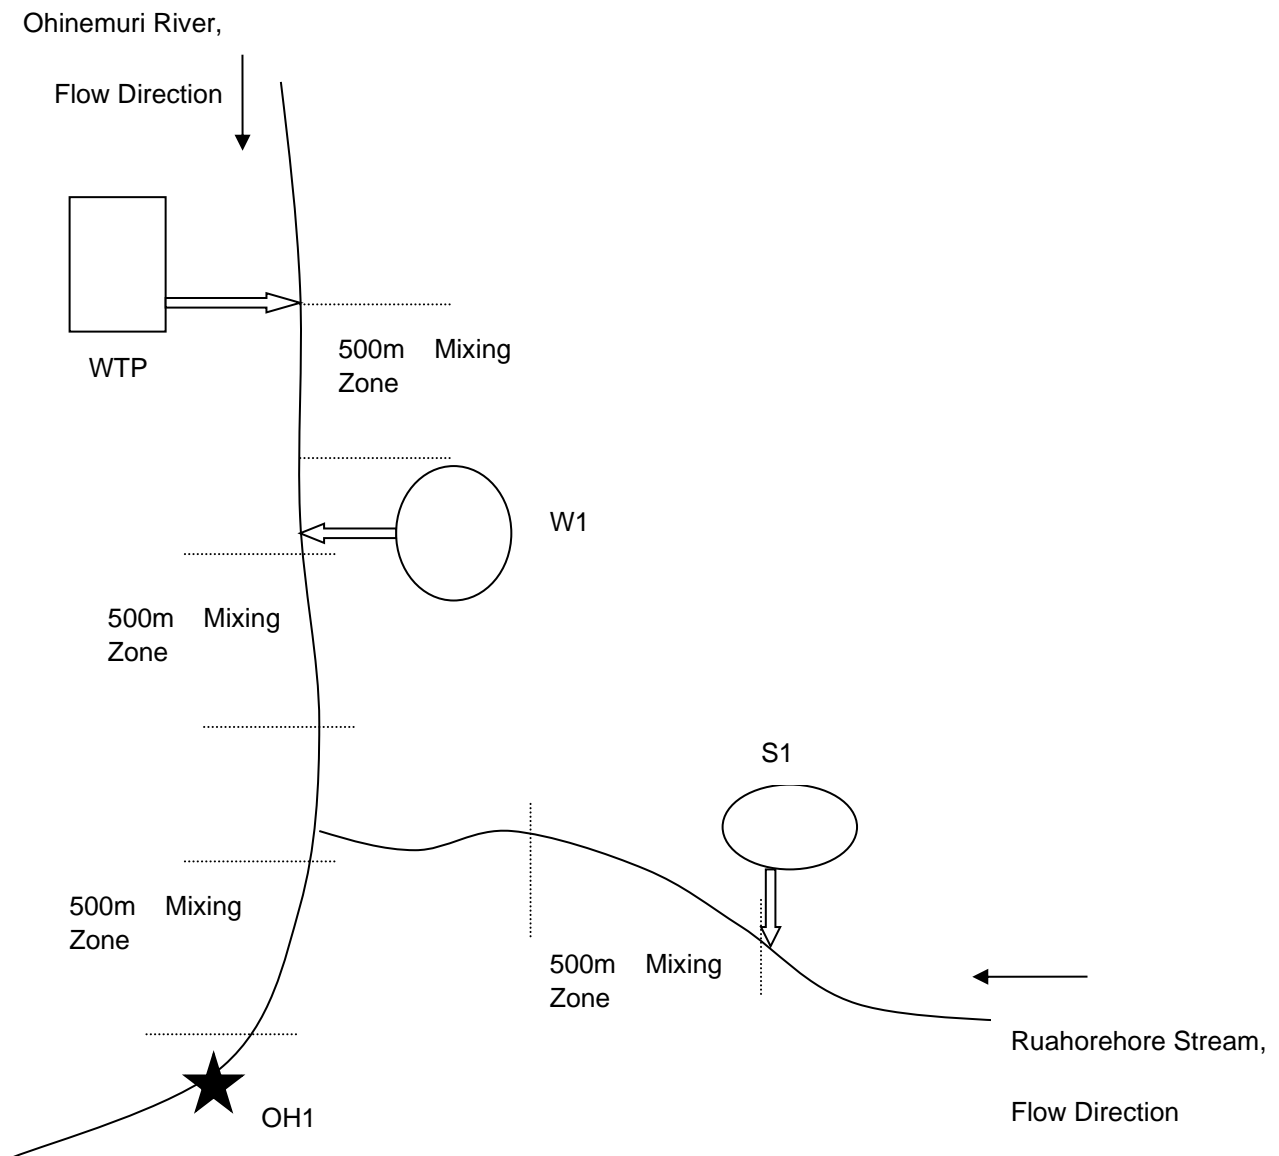 Ohinemuri River,
Flow Direction
WTP
500m Mixing
Zone
W1
500m Mixing
Zone
S1
500m Mixing
Zone
500m Mixing
Zone
Ruahorehore Stream,
Flow Direction
OH1